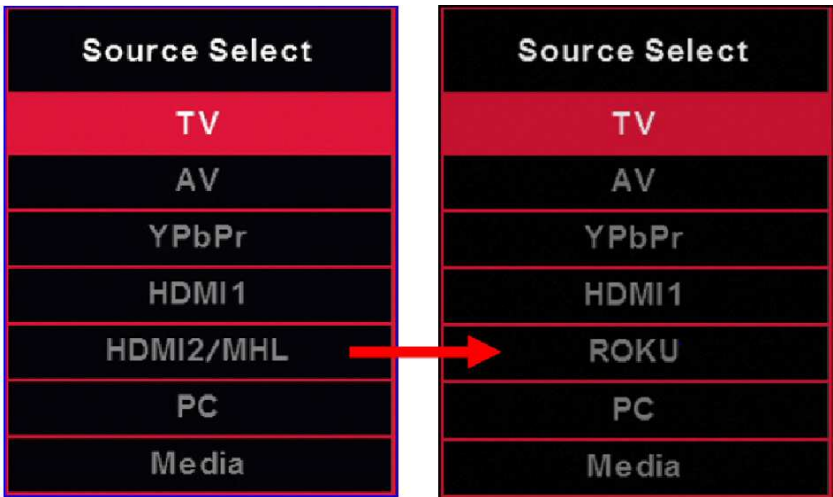 Source Select
TV
AV
YPbPr
HDMI1
HDMI2/MHL
PC
Media
Source Select
TV
AV
YPbPr
HDMI1
ROKU
PC
Media